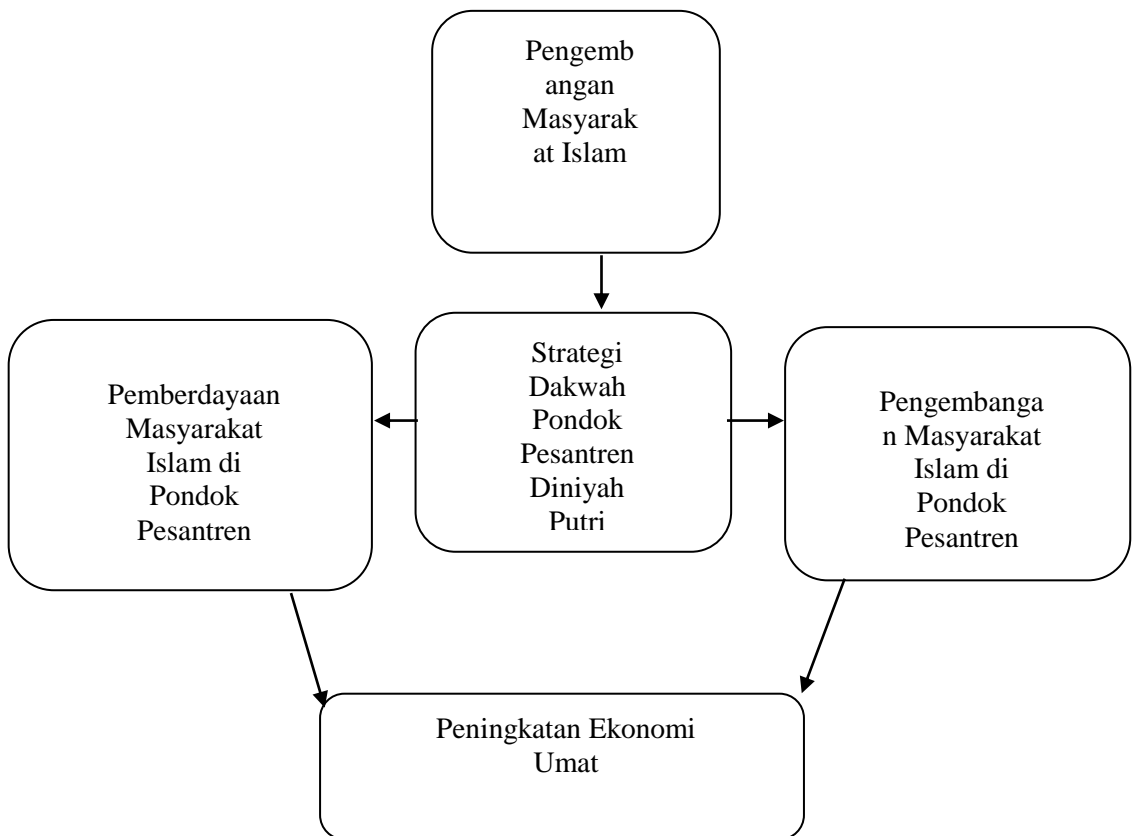 Pengemb
angan
Masyarak
at Islam
Strategi
Dakwah
Pondok
Pesantren
Diniyah
Putri
Pemberdayaan
Masyarakat
Islam di
Pondok
Pesantren
Pengembanga
n Masyarakat
Islam di
Pondok
Pesantren
Peningkatan Ekonomi
Umat